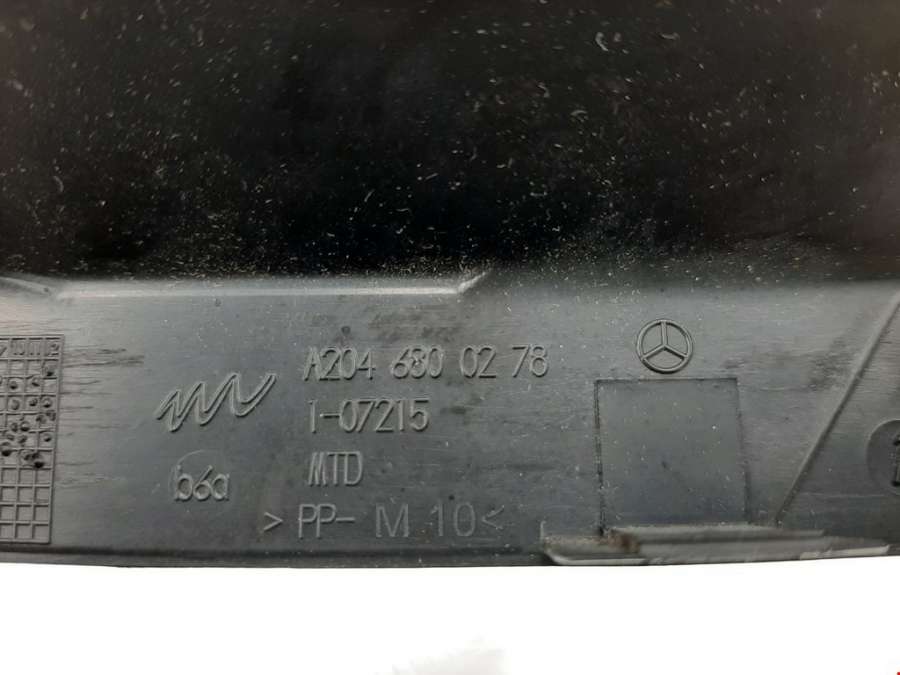 A204 680 02 78
1-07215
MTD
b6a
> PP- M 10 <